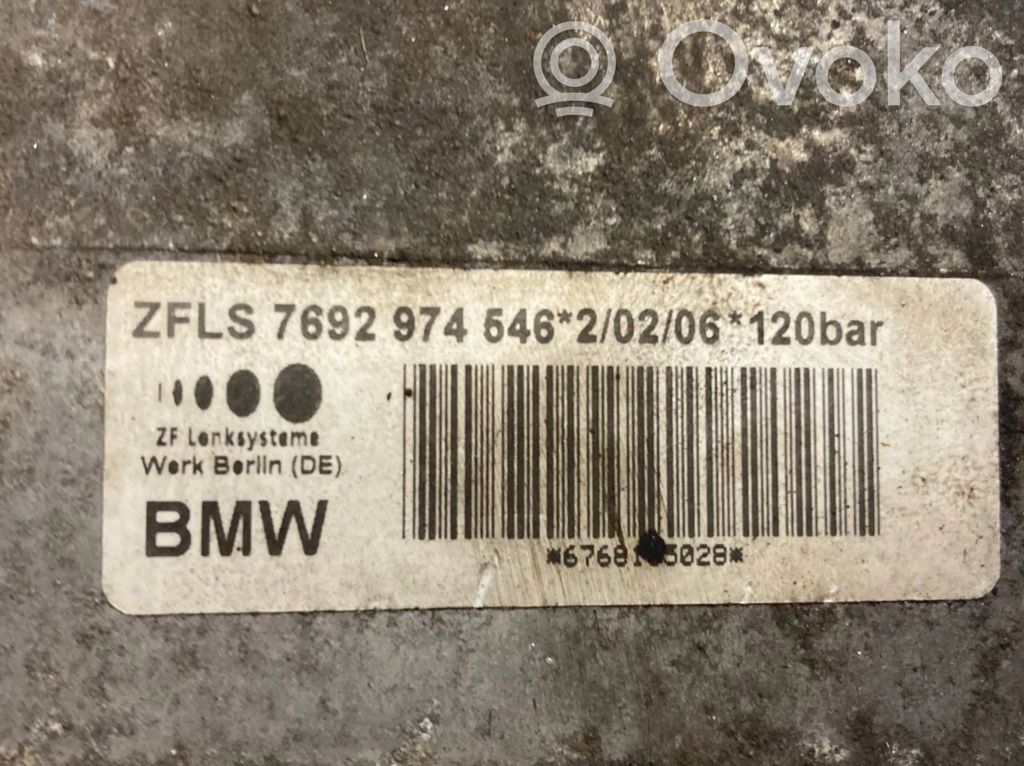 Ovoko
ZFLS 7692 974 546*2/02/06*120bar
ZF Lenksysteme
Werk Berlin (DE)
BMW